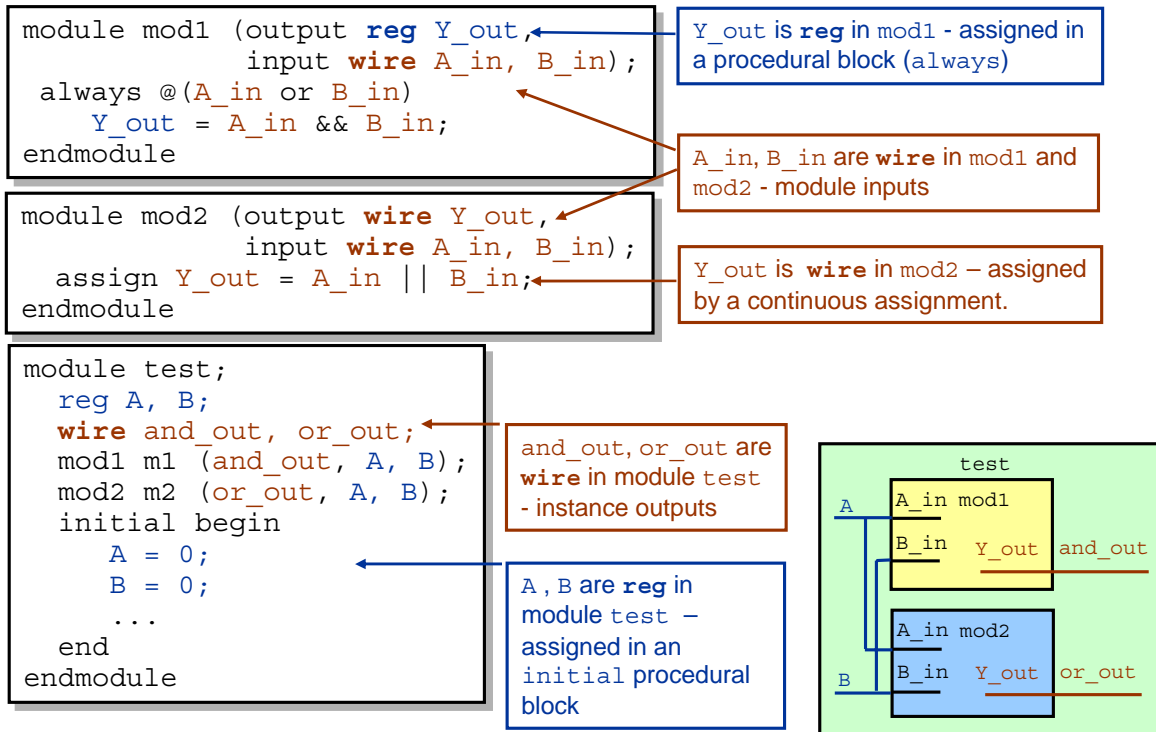 module mod1 (output reg Y_out,
input wire A_in, B_in);
always @(A_in or B_in)
Y_out = A_in && B_in;
endmodule
Y_out is reg in mod1 - assigned in
a procedural block (always)
A_in, B_in are wire in mod1 and
mod2 - module inputs
module mod2 (output wire Y_out,
input wire A_in, B_in);
assign Y_out = A_in || B_in;
endmodule
Y_out is wire in mod2 – assigned
by a continuous assignment.
module test;
reg A, B;
wire and_out, or_out;
mod1 m1 (and_out, A, B);
mod2 m2 (or_out, A, B);
initial begin
A = 0;
B = 0;
...
end
endmodule
and_out, or_out are
wire in module test
- instance outputs
A , B are reg in
module test –
assigned in an
initial procedural
block
test
A
A_in mod1
B_in
Y_out and_out
A_in mod2
B
B_in
Y_out or_out